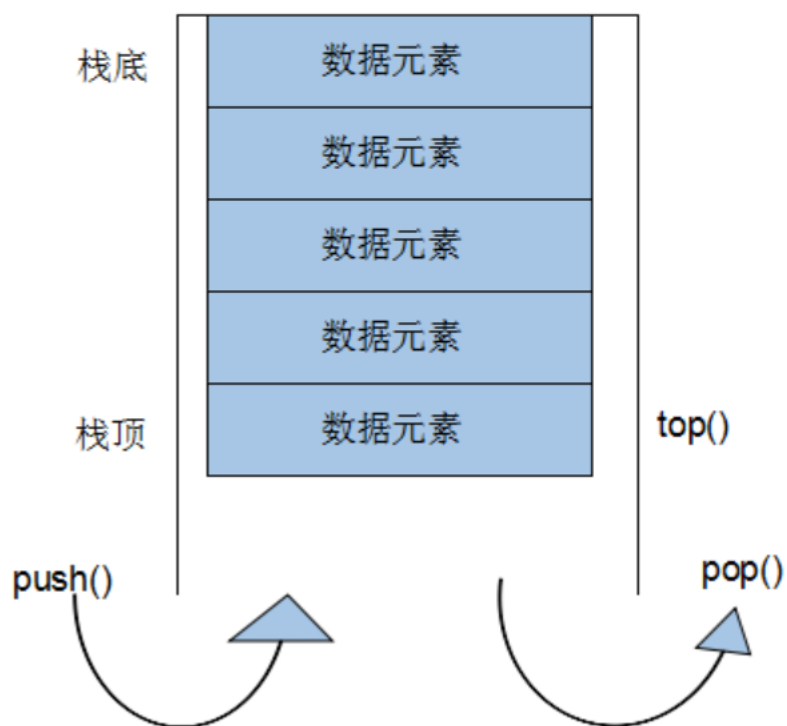 栈底
数据元素
数据元素
数据元素
数据元素
栈顶
数据元素
top()
push()
pop()